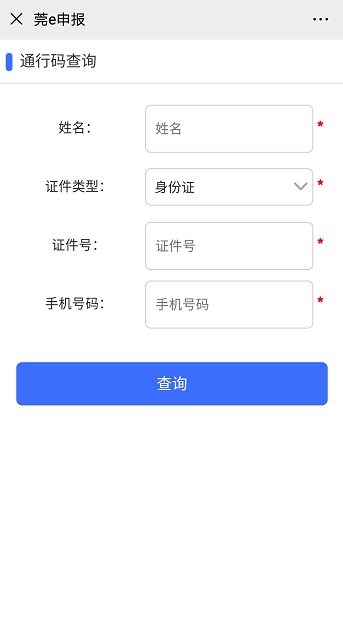 莞e申报
通行码查询
姓名：
姓名
*
证件类型：
身份证
*
证件号：
证件号
*
手机号码：
手机号码
*
查询